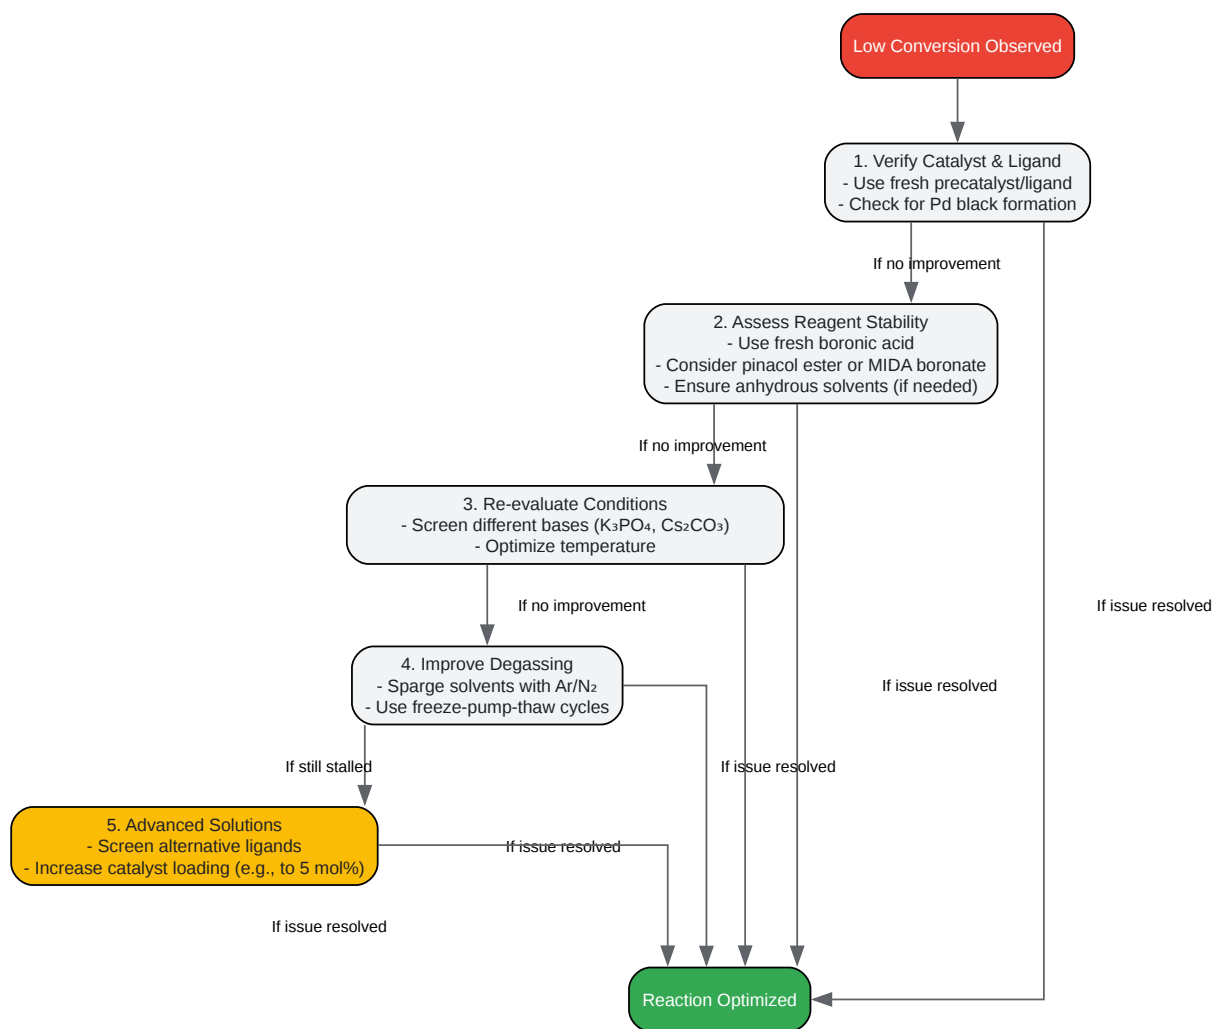 Low Conversion Observed
1. Verify Catalyst & Ligand
- Use fresh precatalyst/ligand
- Check for Pd black formation
If no improvement
2. Assess Reagent Stability
- Use fresh boronic acid
- Consider pinacol ester or MIDA boronate
- Ensure anhydrous solvents (if needed)
If no improvement
3. Re-evaluate Conditions
- Screen different bases (K₃PO₄, Cs₂CO₃)
- Optimize temperature
If no improvement
If issue resolved
4. Improve Degassing
- Sparge solvents with Ar/N₂
- Use freeze-pump-thaw cycles
If issue resolved
If still stalled
If issue resolved
5. Advanced Solutions
- Screen alternative ligands
- Increase catalyst loading (e.g., to 5 mol%)
If issue resolved
If issue resolved
Reaction Optimized